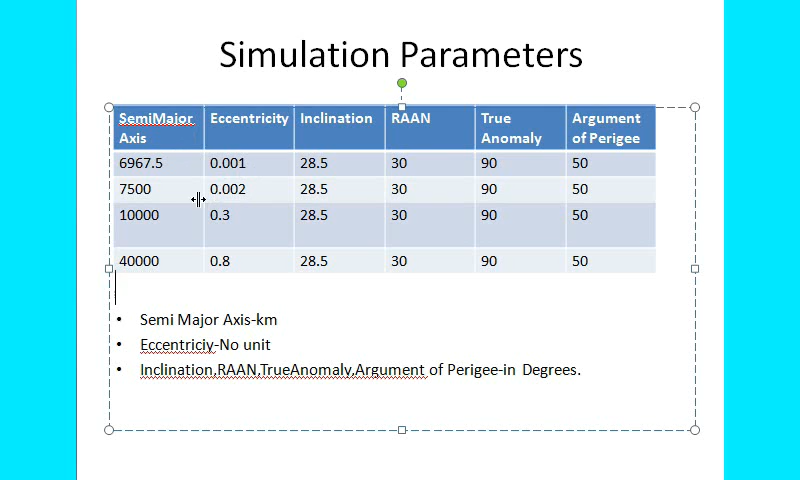 Simulation Parameters
SemiMajor Axis Eccentricity Inclination RAAN True Anomaly Argument of Perigee
6967.5 0.001 28.5 30 90 50
7500 0.002 28.5 30 90 50
10000 0.3 28.5 30 90 50
40000 0.8 28.5 30 90 50
• Semi Major Axis-km
• Eccentriciy-No unit
• Inclination,RAAN,TrueAnomaly,Argument of Perigee-in Degrees.